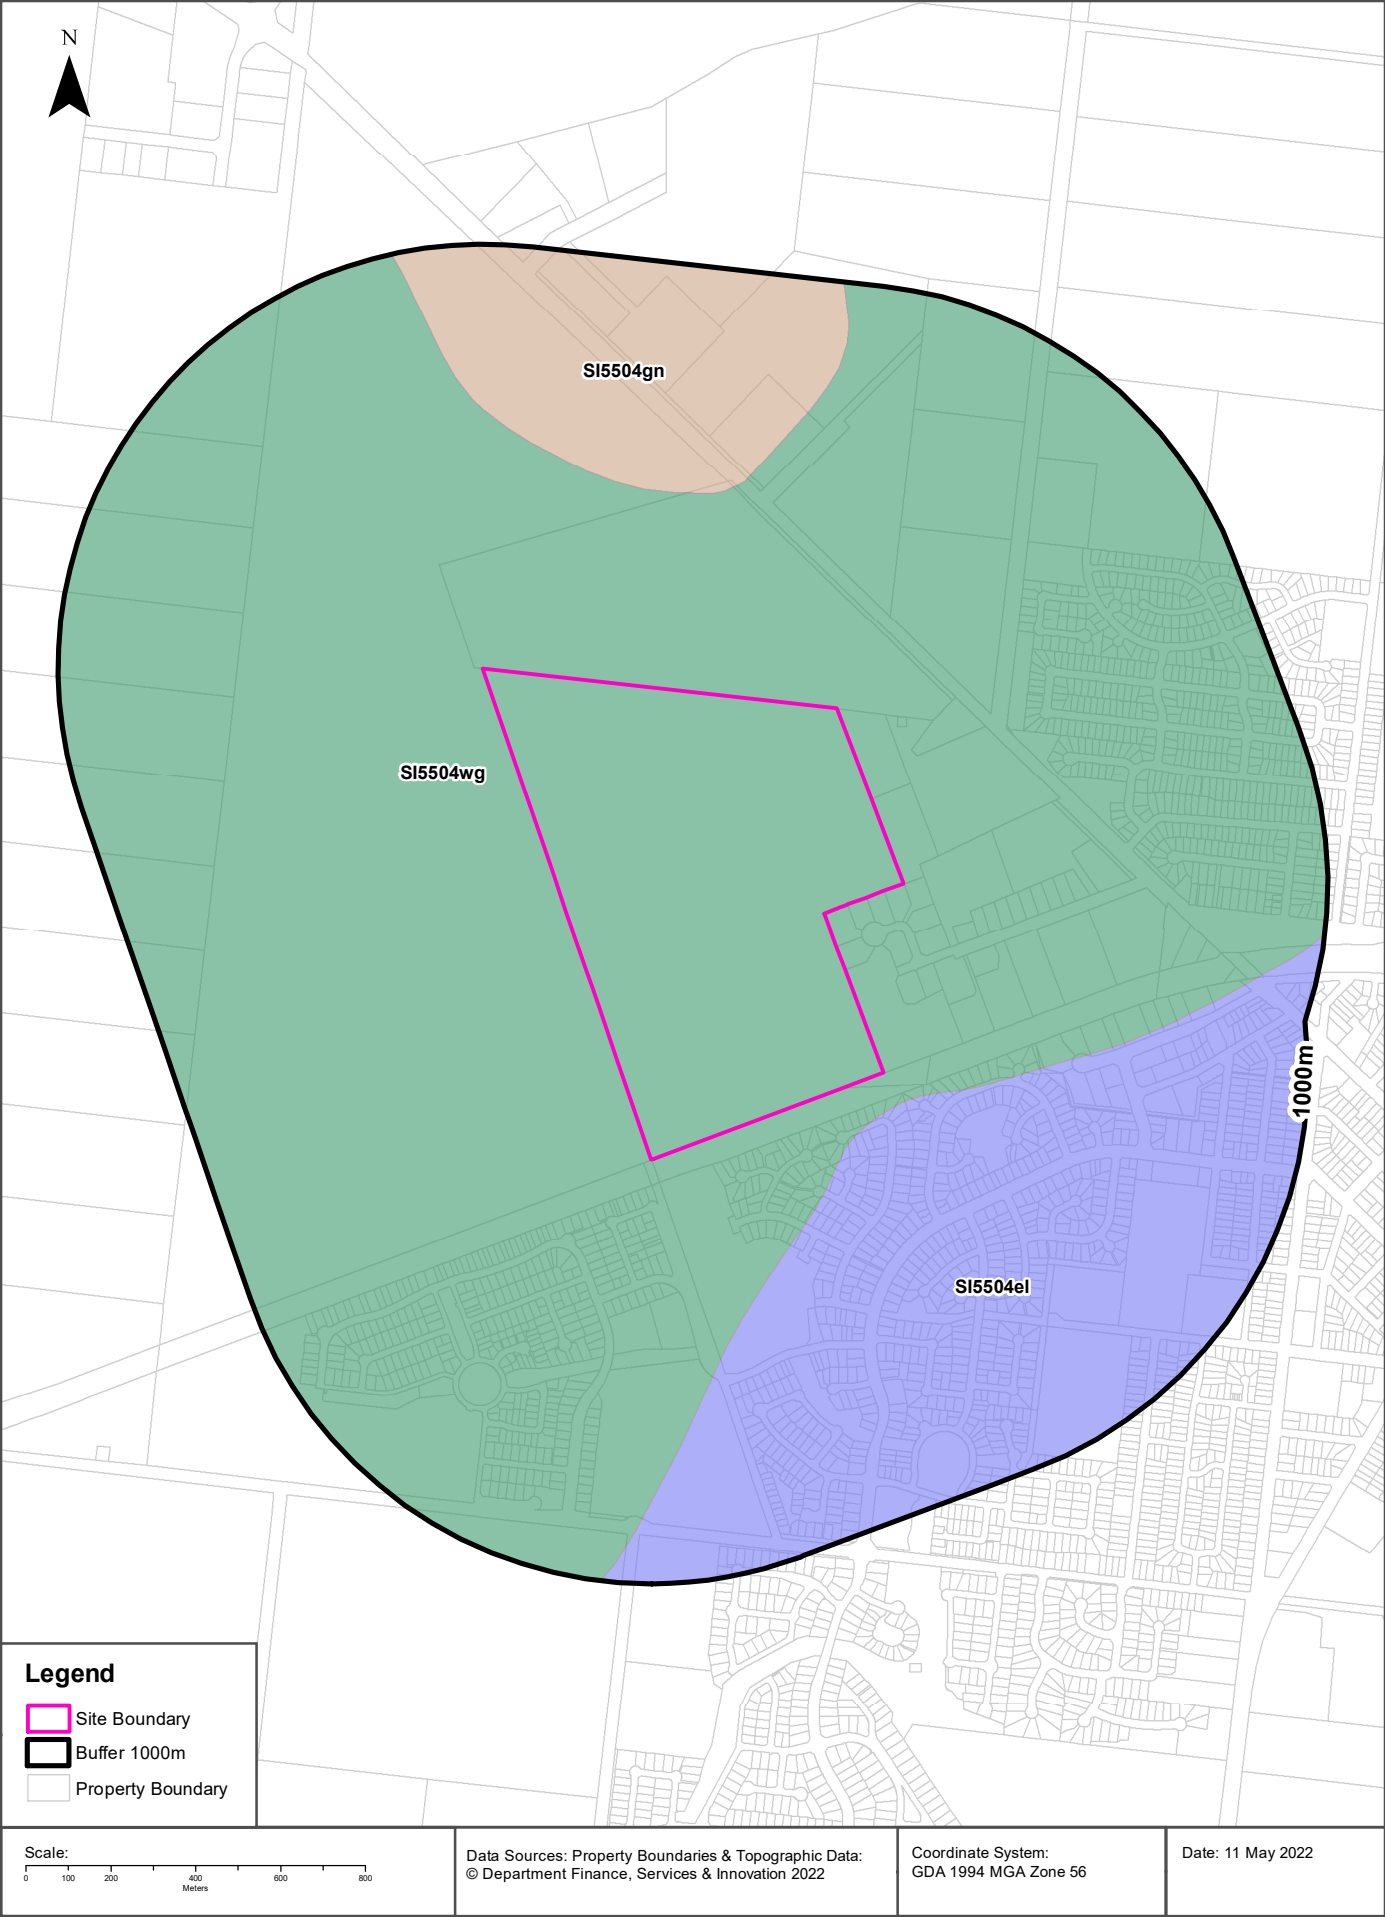 N
SI5504gn
SI5504wg
1000m
SI5504el
Legend
Site Boundary
Buffer 1000m
Property Boundary
Scale:
0 100 200 400 600 800
Meters
Data Sources: Property Boundaries & Topographic Data:
© Department Finance, Services & Innovation 2022
Coordinate System:
GDA 1994 MGA Zone 56
Date: 11 May 2022